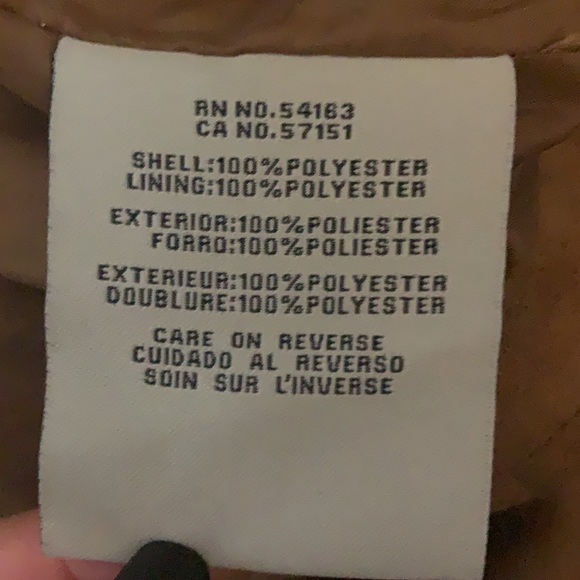 RN NO.54163
CA NO.57151
SHELL:100%POLYESTER
LINING:100%POLYESTER
EXTERIOR:100%POLIESTER
FORRO:100%POLIESTER
EXTERIEUR:100%POLYESTER
DOUBLURE:100%POLYESTER
CARE ON REVERSE
CUIDADO AL REVERSO
SOIN SUR L'INVERSE